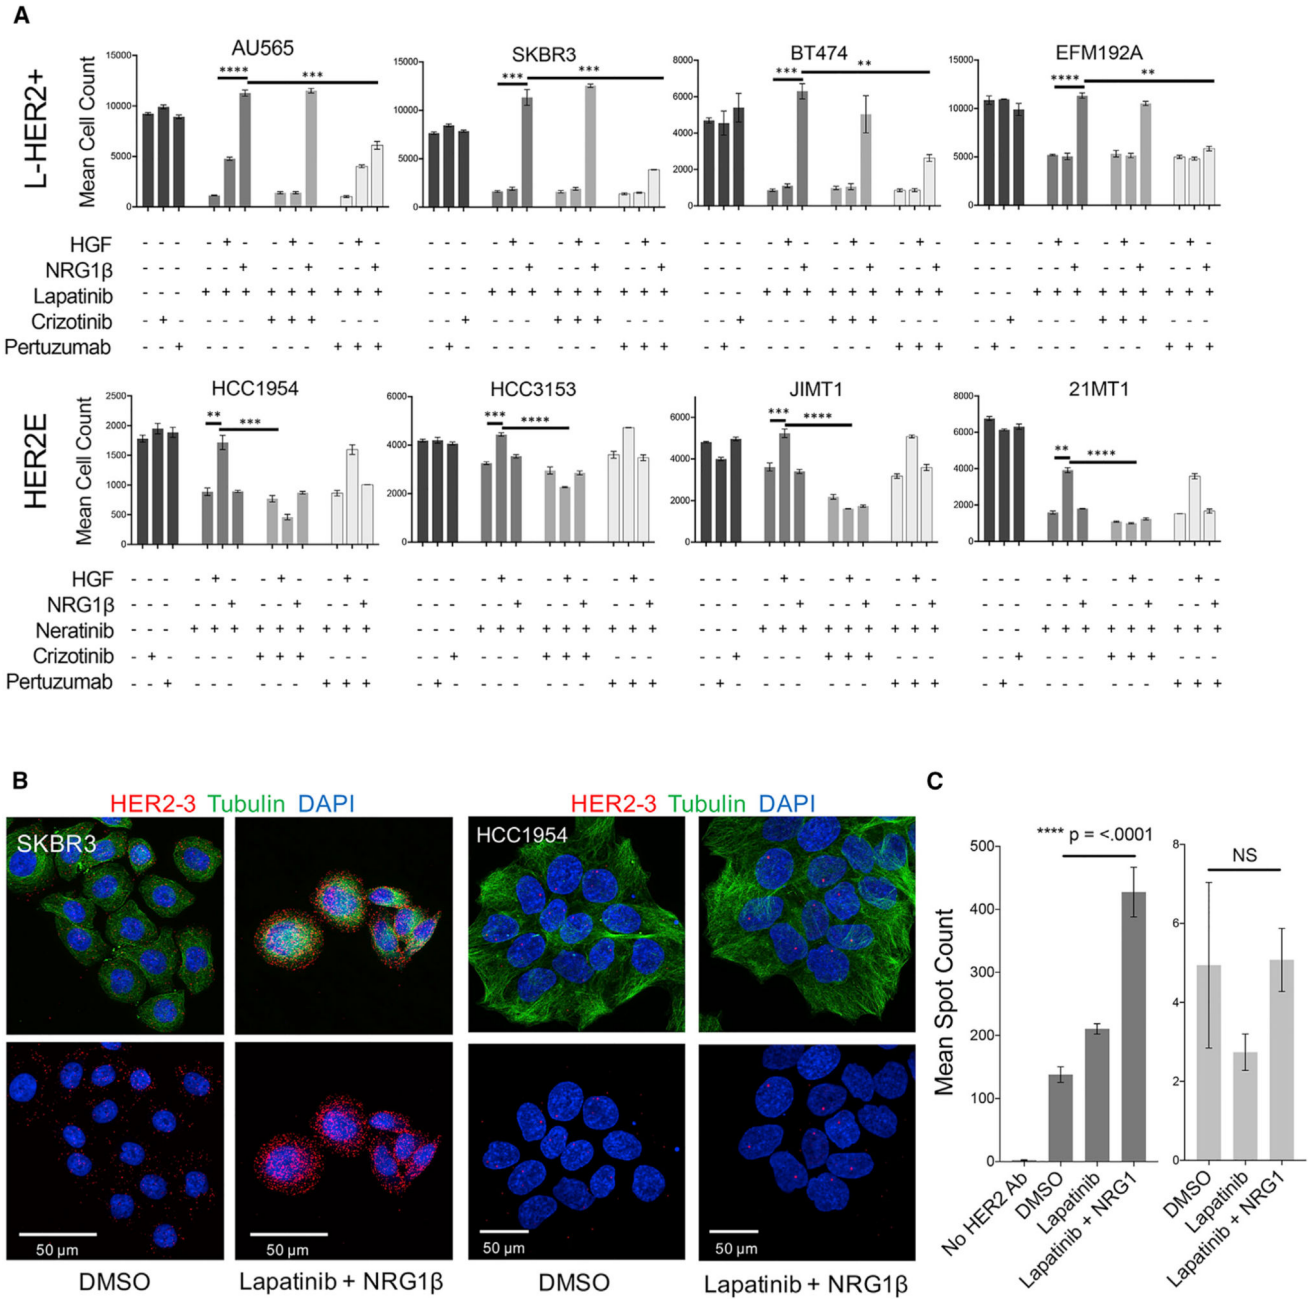 A
L-HER2+
AU565 SKBR3 BT474 EFM192A
Mean Cell Count
15000 10000 5000 0
15000 10000 5000 0
8000 6000 4000 2000 0
15000 10000 5000 0
**** ***
*** ***
*** **
**** **
HGF - - - - + - - + - - + - - - - - + - - + - - + - - - - - + - - + - - + - - - - - + - - + - - + -
NRG1β - - - - - + - - + - - + - - - - - + - - + - - + - - - - - + - - + - - + - - - - - + - - + - - +
Lapatinib - - - + + + + + + + + + - - - + + + + + + + + + - - - + + + + + + + + + - - - + + + + + + + + +
Crizotinib - + - - - - + + + - - - - - + - - - + + + - - - - - + - - - + + + - - - - - + - - - + + + - - -
Pertuzumab - - + - - - - - - + + + - + - - - - - - - + + + - + - - - - - - - + + + - + - - - - - - - + + +
HER2E
HCC1954 HCC3153 JIMT1 21MT1
Mean Cell Count
2500 2000 1500 1000 500 0
6000 4000 2000 0
6000 4000 2000 0
8000 6000 4000 2000 0
** ***
*** ****
*** ****
** ****
HGF - - - - + - - + - - + - - - - - + - - + - - + - - - - - + - - + - - + - - - - - + - - + - - + -
NRG1β - - - - - + - - + - - + - - - - - + - - + - - + - - - - - + - - + - - + - - - - - + - - + - - +
Neratinib - - - + + + + + + + + + - - - + + + + + + + + + - - - + + + + + + + + + - - - + + + + + + + + +
Crizotinib - + - - - - + + + - - - - - + - - - + + + - - - - - + - - - + + + - - - - - + - - - + + + - - -
Pertuzumab - - + - - - - - - + + + - + - - - - - - - + + + - + - - - - - - - + + + - + - - - - - - - + + +
B
HER2-3 Tubulin DAPI
HER2-3 Tubulin DAPI
SKBR3
HCC1954
50 µm
50 µm
50 µm
50 µm
DMSO
Lapatinib + NRG1β
DMSO
Lapatinib + NRG1β
C
Mean Spot Count
**** p = <.0001
500
400
300
200
100
0
No HER2 Ab
DMSO
Lapatinib
Lapatinib + NRG1
NS
8
6
4
2
0
DMSO
Lapatinib
Lapatinib + NRG1